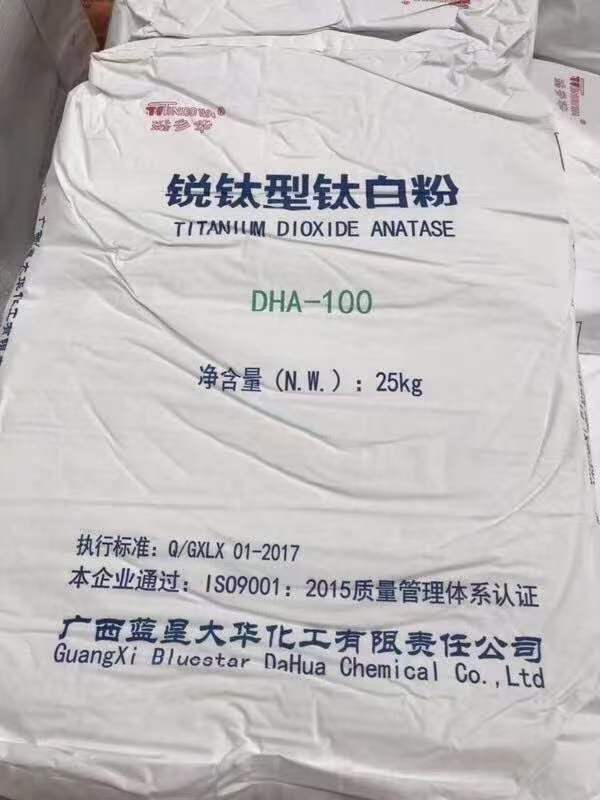 锐钛型钛白粉
TITANIUM DIOXIDE ANATASE
DHA-100
净含量（N.W.）：25kg
执行标准：Q/GXLX 01-2017
本企业通过：ISO9001：2015质量管理体系认证
广西蓝星大华化工有限责任公司
GuangXi Bluestar DaHua Chemical Co.,Ltd